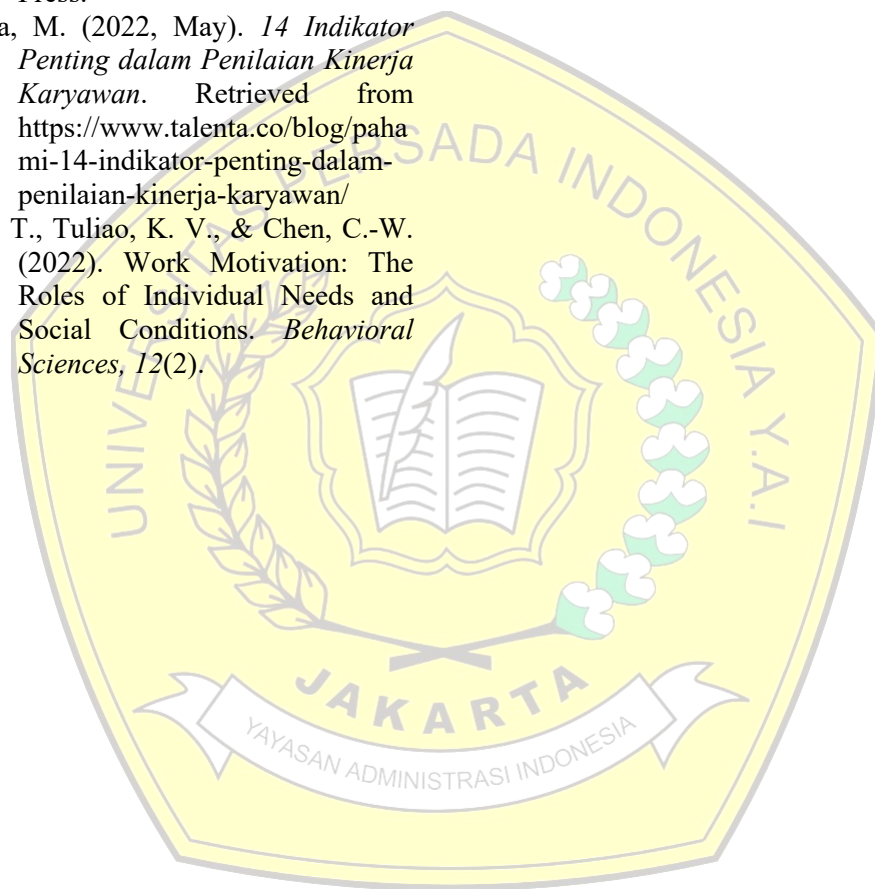 Press.
a, M. (2022, May). 14 Indikator
Penting dalam Penilaian Kinerja
Karyawan. Retrieved from
https://www.talenta.co/blog/paha
mi-14-indikator-penting-dalam-
penilaian-kinerja-karyawan/
T., Tuliao, K. V., & Chen, C.-W.
(2022). Work Motivation: The
Roles of Individual Needs and
Social Conditions. Behavioral
Sciences, 12(2).
UNIVERSITAS PERSADA INDONESIA Y.A.I
JAKARTA
YAYASAN ADMINISTRASI INDONESIA